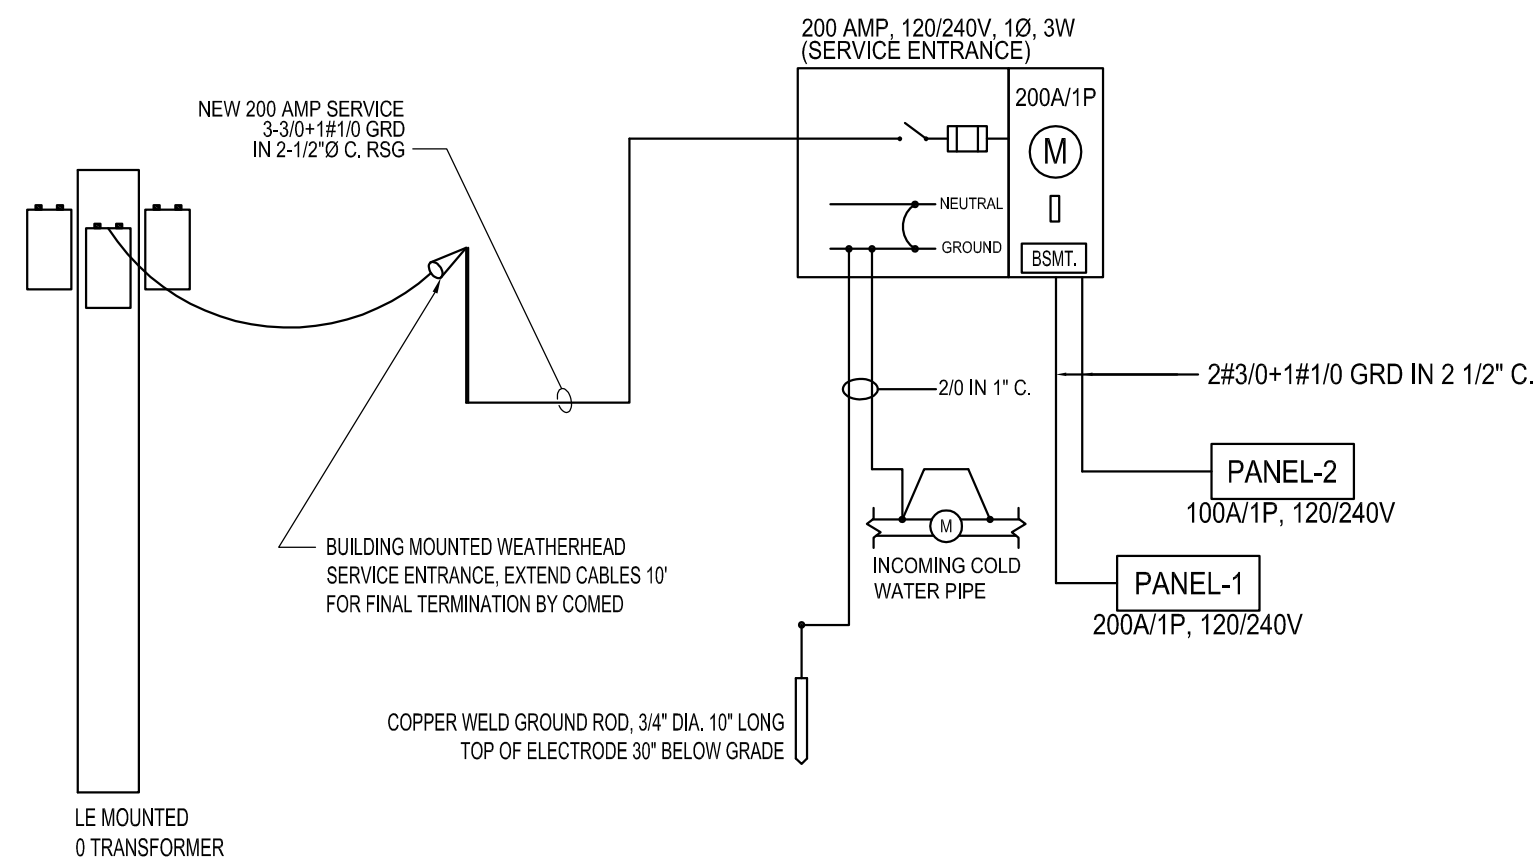 200 AMP, 120/240V, 1Ø, 3W
(SERVICE ENTRANCE)
NEW 200 AMP SERVICE
3-3/0+1#1/0 GRD
IN 2-1/2"Ø C. RSG
200A/1P
M
NEUTRAL
GROUND
BSMT.
2#3/0+1#1/0 GRD IN 2 1/2" C.
2/0 IN 1" C.
PANEL-2
100A/1P, 120/240V
M
INCOMING COLD
WATER PIPE
PANEL-1
200A/1P, 120/240V
BUILDING MOUNTED WEATHERHEAD
SERVICE ENTRANCE, EXTEND CABLES 10'
FOR FINAL TERMINATION BY COMED
COPPER WELD GROUND ROD, 3/4" DIA. 10" LONG
TOP OF ELECTRODE 30" BELOW GRADE
LE MOUNTED
0 TRANSFORMER